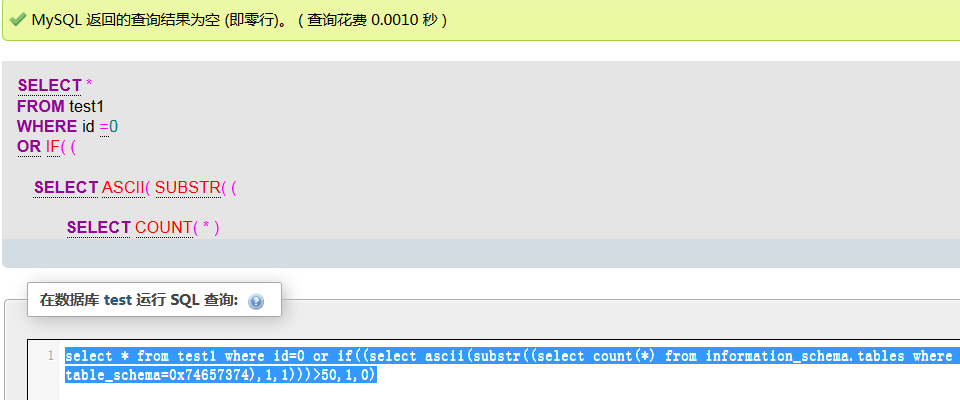 MySQL 返回的查询结果为空 (即零行)。 ( 查询花费 0.0010 秒 )
SELECT *
FROM test1
WHERE id =0
OR IF( (
SELECT ASCII( SUBSTR( (
SELECT COUNT( * )
在数据库 test 运行 SQL 查询:
1 select * from test1 where id=0 or if((select ascii(substr((select count(*) from information_schema.tables where
table_schema=0x74657374),1,1)))>50,1,0)